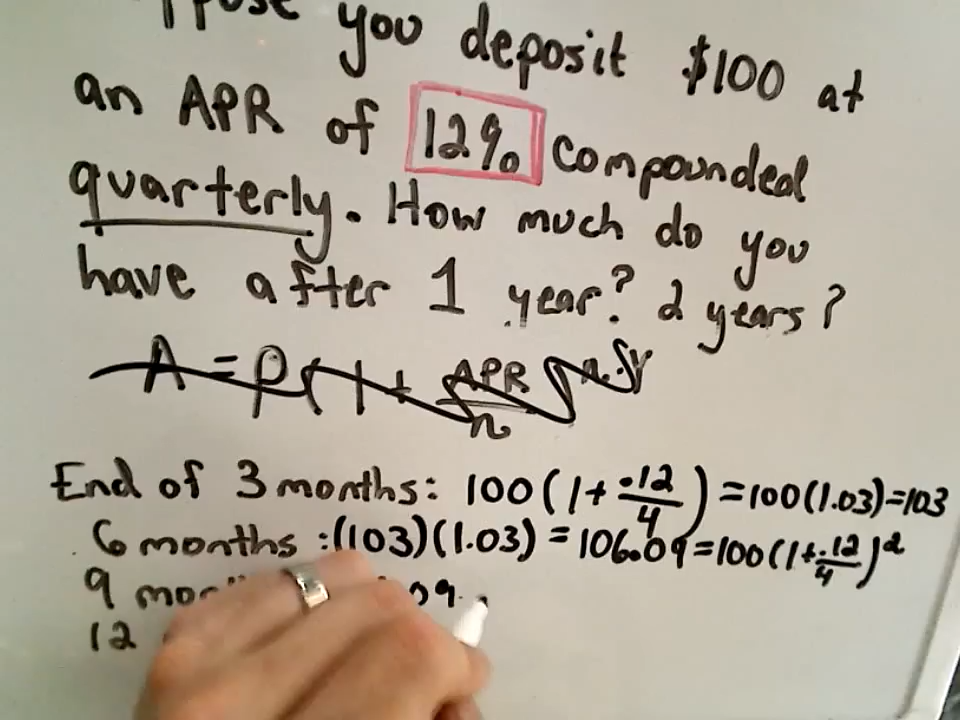 you deposit $100 at
an APR of 12% compounded
quarterly. How much do you
have after 1 year? 2 years?
A = P(1 + APR/n)^n·y
End of 3 months: 100(1+ .12/4) = 100(1.03) = 103
6 months : (103)(1.03) = 106.09 = 100(1+ .12/4)^2
9 09
12